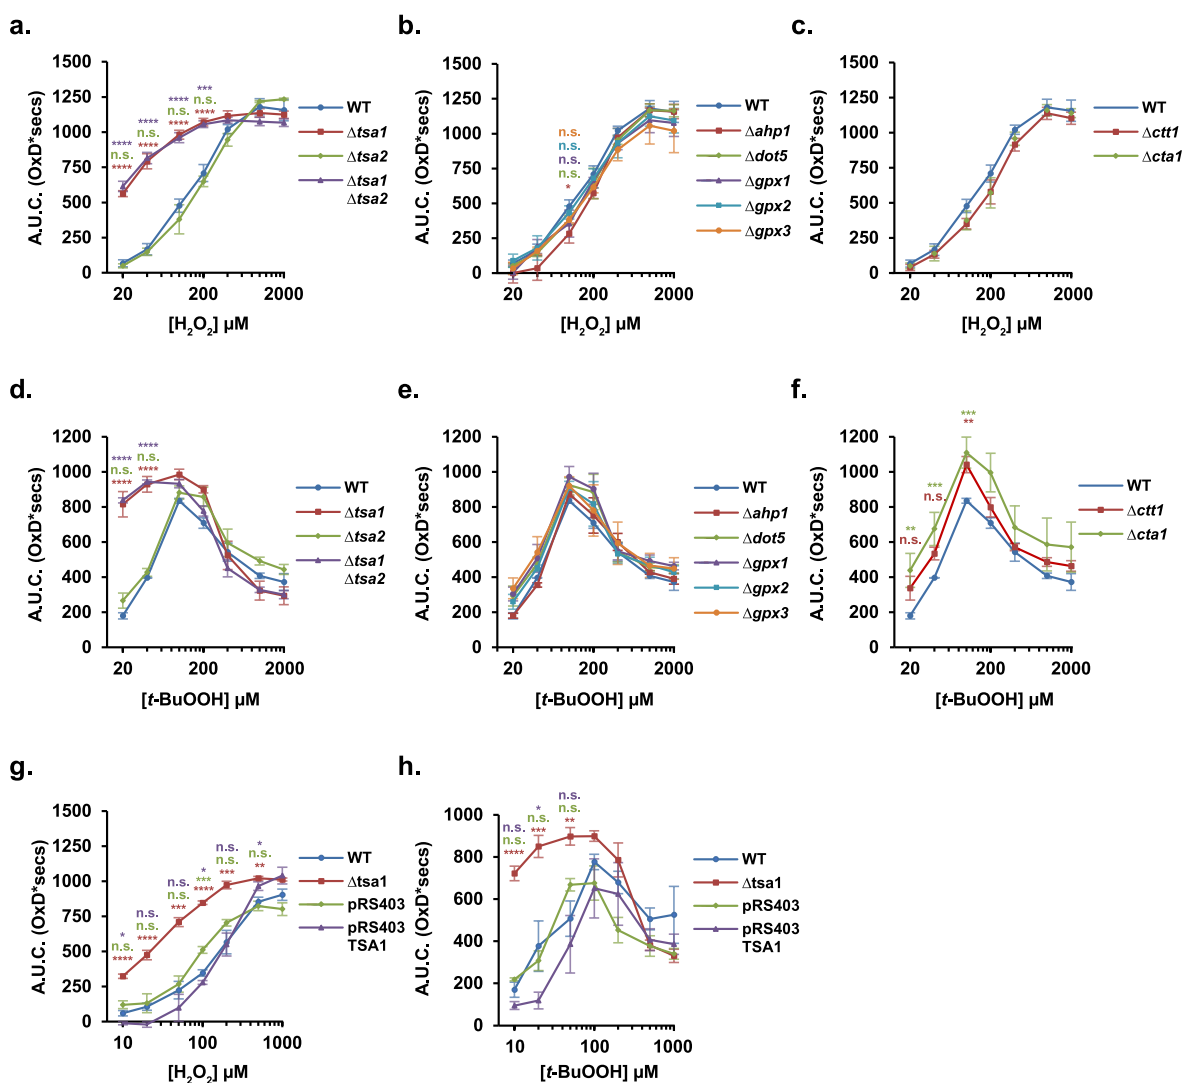 a.
A.U.C. (OxD*secs)
1500
1250
1000
750
500
250
0
20
200
2000
[H₂O₂] µM
****
n.s.
****
****
n.s.
****
****
n.s.
****
***
n.s.
****
WT
Δtsa1
Δtsa2
Δtsa1
Δtsa2
b.
A.U.C. (OxD*secs)
1500
1250
1000
750
500
250
0
20
200
2000
[H₂O₂] µM
n.s.
n.s.
n.s.
n.s.
*
WT
Δahp1
Δdot5
Δgpx1
Δgpx2
Δgpx3
c.
A.U.C. (OxD*secs)
1500
1250
1000
750
500
250
0
20
200
2000
[H₂O₂] µM
WT
Δctt1
Δcta1
d.
A.U.C. (OxD*secs)
1200
1000
800
600
400
200
0
20
200
2000
[t-BuOOH] µM
****
n.s.
****
****
n.s.
****
WT
Δtsa1
Δtsa2
Δtsa1
Δtsa2
e.
A.U.C. (OxD*secs)
1200
1000
800
600
400
200
0
20
200
2000
[t-BuOOH] µM
WT
Δahp1
Δdot5
Δgpx1
Δgpx2
Δgpx3
f.
A.U.C. (OxD*secs)
1200
1000
800
600
400
200
0
20
200
2000
[t-BuOOH] µM
**
n.s.
***
n.s.
***
**
WT
Δctt1
Δcta1
g.
A.U.C. (OxD*secs)
1500
1250
1000
750
500
250
0
10
100
1000
[H₂O₂] µM
*
n.s.
****
n.s.
n.s.
****
n.s.
n.s.
***
*
***
****
n.s.
n.s.
***
*
n.s.
**
WT
Δtsa1
pRS403
pRS403
TSA1
h.
A.U.C. (OxD*secs)
1000
800
600
400
200
0
10
100
1000
[t-BuOOH] µM
n.s.
n.s.
****
*
n.s.
***
n.s.
n.s.
**
WT
Δtsa1
pRS403
pRS403
TSA1